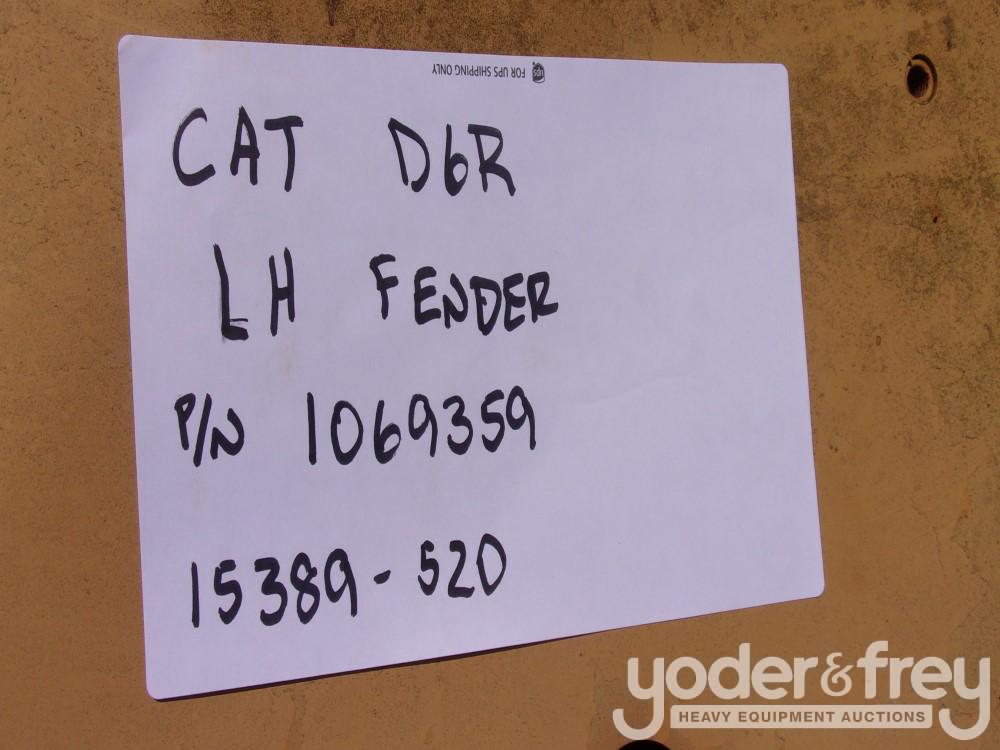 FOR UPS SHIPPING ONLY
CAT D6R
LH FENDER
P/N 1069359
15389-520
yoder&frey
HEAVY EQUIPMENT AUCTIONS